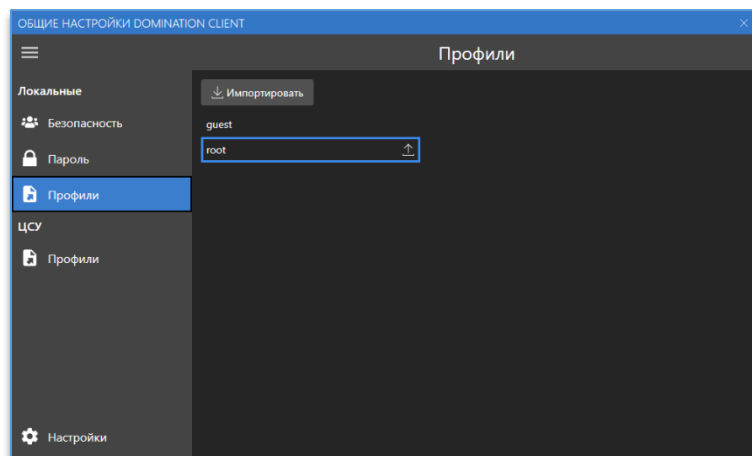 ОБЩИЕ НАСТРОЙКИ DOMINATION CLIENT
Профили
Локальные
Безопасность
Пароль
Профили
ЦСУ
Профили
Настройки
Импортировать
guest
root